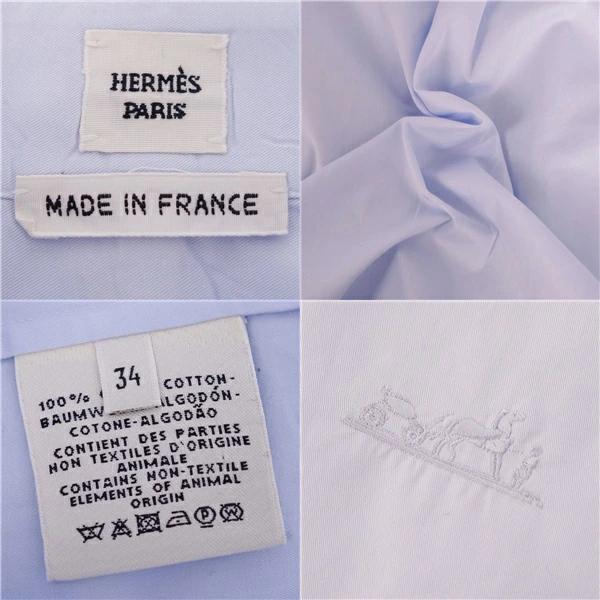 HERMÈS
PARIS
MADE IN FRANCE
34
100% COTTON-
BAUMW ALGODÓN-
COTONE-ALGODÃO
CONTIENT DES PARTIES
NON TEXTILES D'ORIGINE
ANIMALE
CONTAINS NON-TEXTILE
ELEMENTS OF ANIMAL
ORIGIN